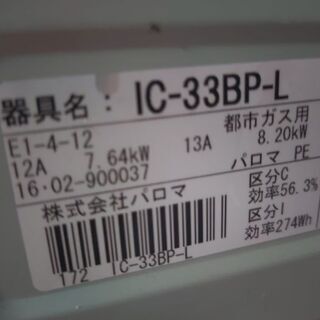 器具名: IC-33BP-L
E1-4-12 都市ガス用
12A 7.64kW 13A 8.20kW
16・02-900037 パロマ PE
株式会社パロマ 区分C
効率56.3%
区分I
効率274Wh
172 IC-33BP-L